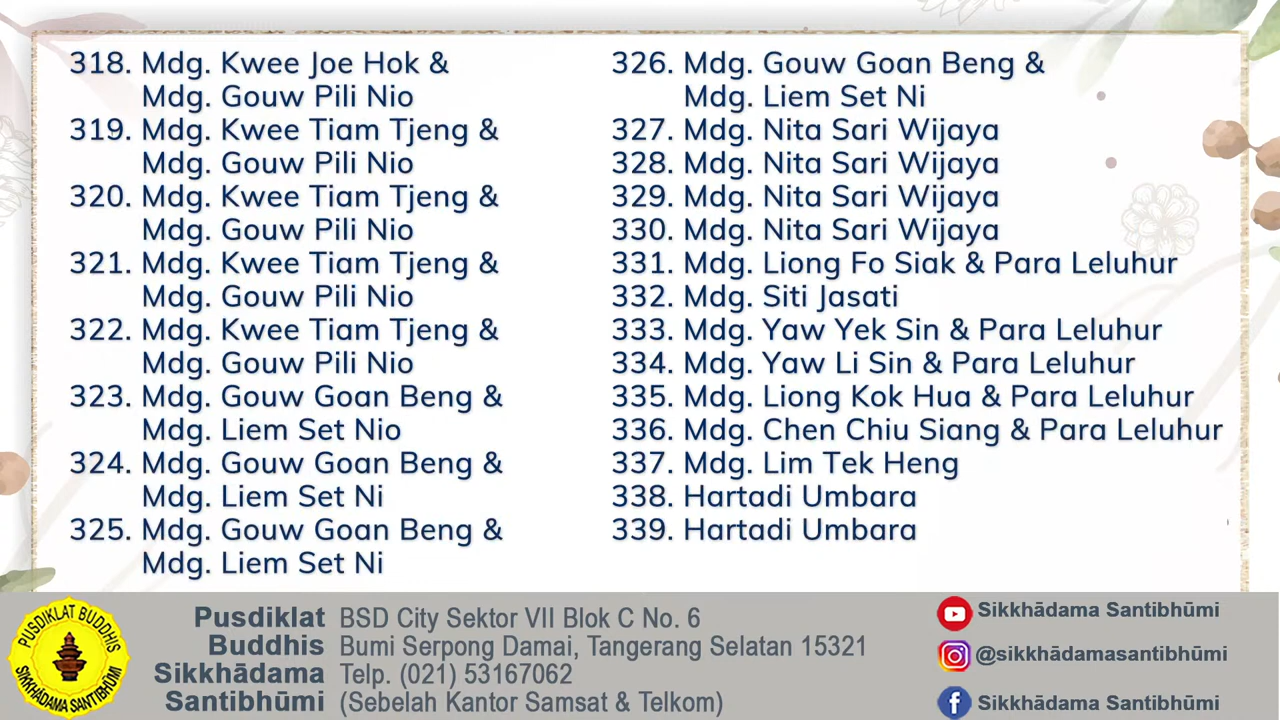 318. Mdg. Kwee Joe Hok &
Mdg. Gouw Pili Nio
319. Mdg. Kwee Tiam Tjeng &
Mdg. Gouw Pili Nio
320. Mdg. Kwee Tiam Tjeng &
Mdg. Gouw Pili Nio
321. Mdg. Kwee Tiam Tjeng &
Mdg. Gouw Pili Nio
322. Mdg. Kwee Tiam Tjeng &
Mdg. Gouw Pili Nio
323. Mdg. Gouw Goan Beng &
Mdg. Liem Set Nio
324. Mdg. Gouw Goan Beng &
Mdg. Liem Set Ni
325. Mdg. Gouw Goan Beng &
Mdg. Liem Set Ni
326. Mdg. Gouw Goan Beng &
Mdg. Liem Set Ni
327. Mdg. Nita Sari Wijaya
328. Mdg. Nita Sari Wijaya
329. Mdg. Nita Sari Wijaya
330. Mdg. Nita Sari Wijaya
331. Mdg. Liong Fo Siak & Para Leluhur
332. Mdg. Siti Jasati
333. Mdg. Yaw Yek Sin & Para Leluhur
334. Mdg. Yaw Li Sin & Para Leluhur
335. Mdg. Liong Kok Hua & Para Leluhur
336. Mdg. Chen Chiu Siang & Para Leluhur
337. Mdg. Lim Tek Heng
338. Hartadi Umbara
339. Hartadi Umbara
PUSDIKLAT BUDDHIS
SIKKHĀDAMA SANTIBHŪMI
Pusdiklat
Buddhis
Sikkhādama
Santibhūmi
BSD City Sektor VII Blok C No. 6
Bumi Serpong Damai, Tangerang Selatan 15321
Telp. (021) 53167062
(Sebelah Kantor Samsat & Telkom)
Sikkhādama Santibhūmi
@sikkhādamasantibhūmi
Sikkhādama Santibhūmi